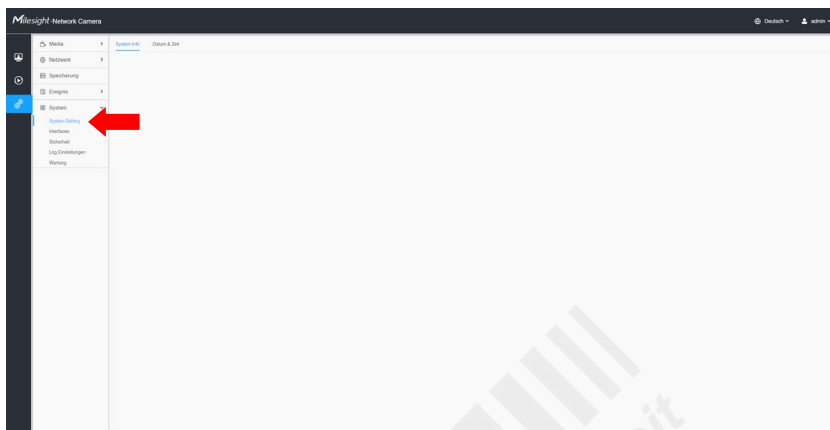 Milesight Network Camera
Deutsch
admin
Media
Netzwerk
Speicherung
Ereignis
System
System Setting
Interfaces
Sicherheit
Log Einstellungen
Wartung
System Info
Datum & Zeit